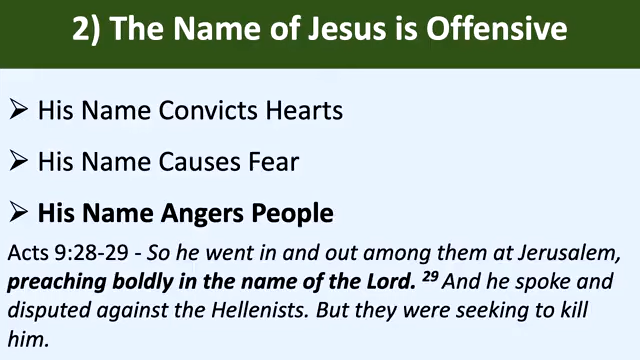 2) The Name of Jesus is Offensive
➢ His Name Convicts Hearts
➢ His Name Causes Fear
➢ His Name Angers People
Acts 9:28-29 - So he went in and out among them at Jerusalem,
preaching boldly in the name of the Lord. 29 And he spoke and
disputed against the Hellenists. But they were seeking to kill
him.